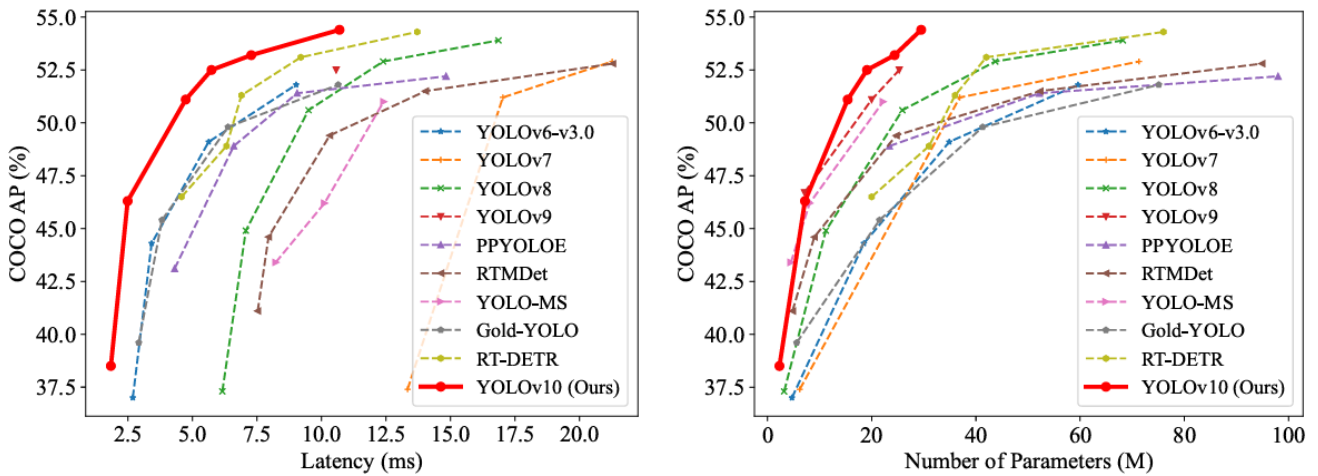 55.0
52.5
50.0
47.5
45.0
42.5
40.0
37.5
COCO AP (%)
2.5 5.0 7.5 10.0 12.5 15.0 17.5 20.0
Latency (ms)
YOLOv6-v3.0
YOLOv7
YOLOv8
YOLOv9
PPYOLOE
RTMDet
YOLO-MS
Gold-YOLO
RT-DETR
YOLOv10 (Ours)
55.0
52.5
50.0
47.5
45.0
42.5
40.0
37.5
COCO AP (%)
0 20 40 60 80 100
Number of Parameters (M)
YOLOv6-v3.0
YOLOv7
YOLOv8
YOLOv9
PPYOLOE
RTMDet
YOLO-MS
Gold-YOLO
RT-DETR
YOLOv10 (Ours)